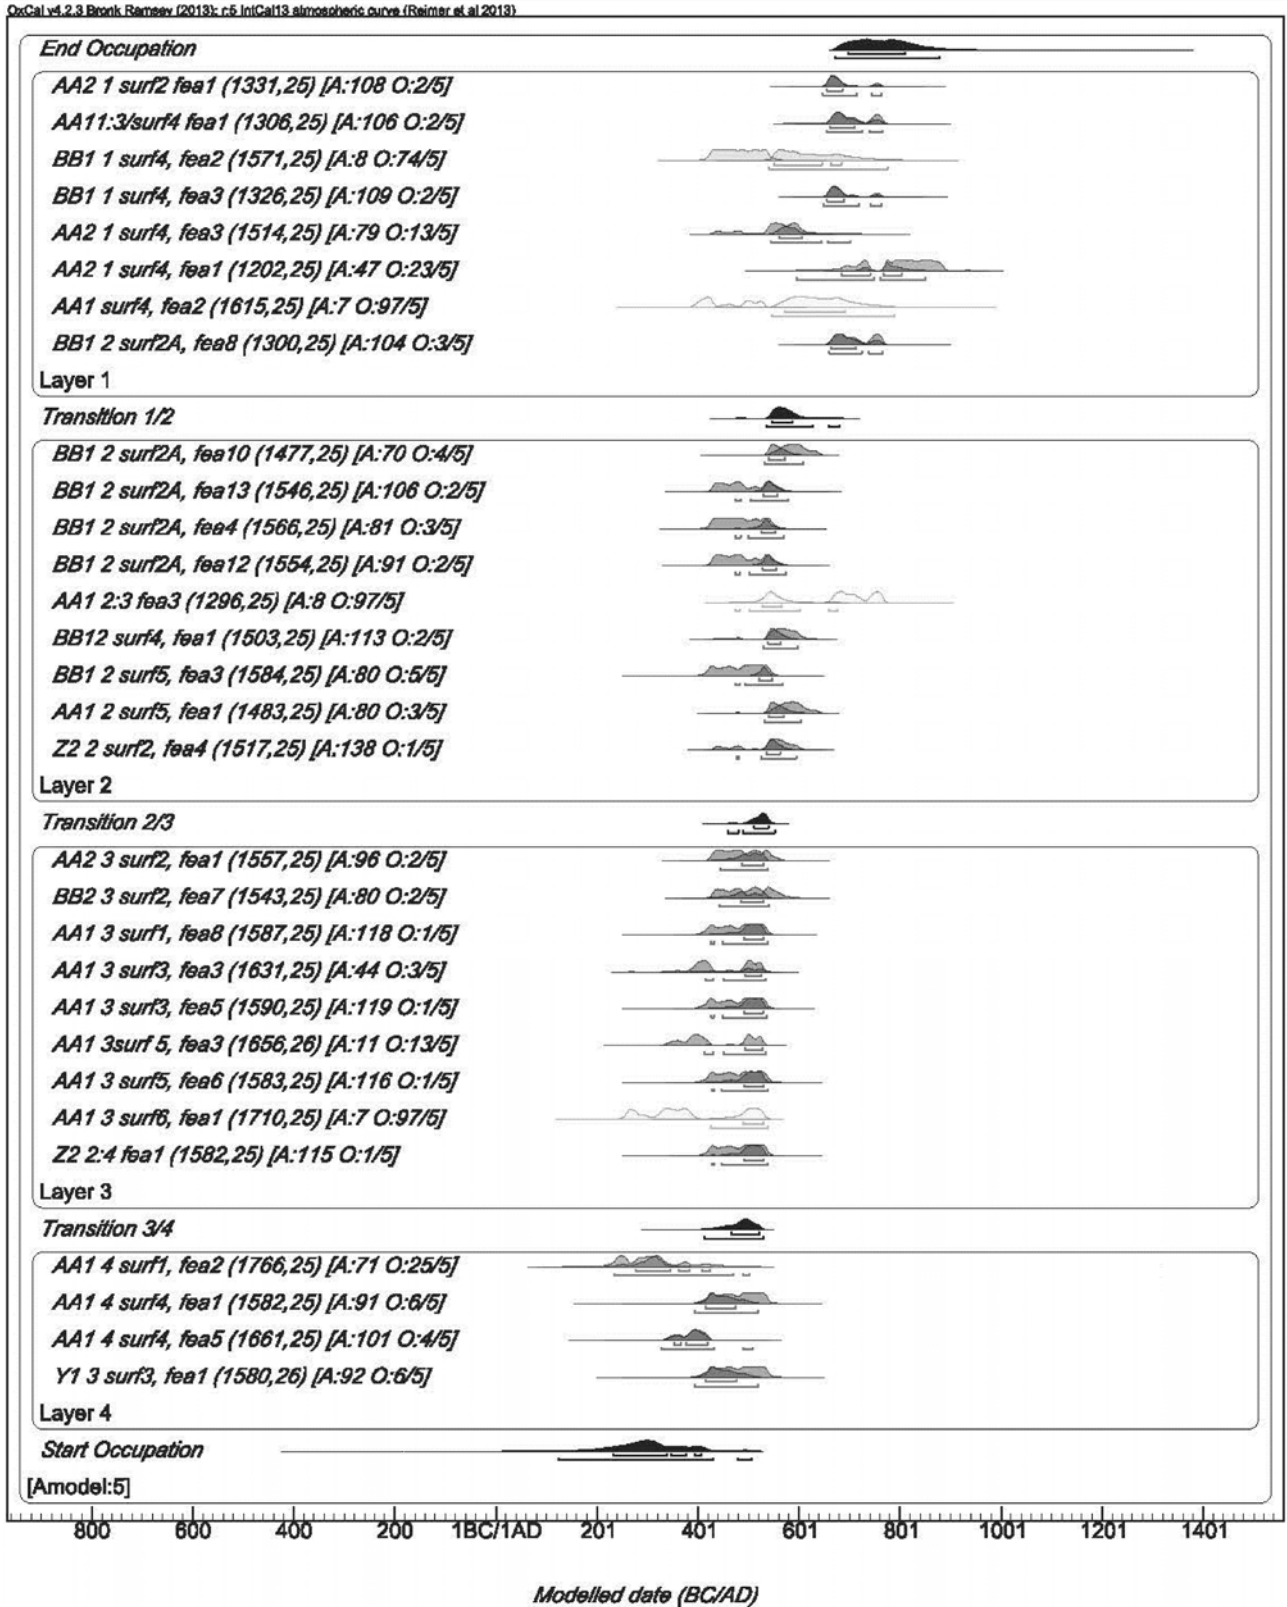 OxCal v4.2.3 Bronk Ramsey (2013); r:5 IntCal13 atmospheric curve (Reimer et al 2013)
End Occupation
AA2 1 surf2 fea1 (1331,25) [A:108 O:2/5]
AA11:3/surf4 fea1 (1306,25) [A:106 O:2/5]
BB1 1 surf4, fea2 (1571,25) [A:8 O:74/5]
BB1 1 surf4, fea3 (1326,25) [A:109 O:2/5]
AA2 1 surf4, fea3 (1514,25) [A:79 O:13/5]
AA2 1 surf4, fea1 (1202,25) [A:47 O:23/5]
AA1 surf4, fea2 (1615,25) [A:7 O:97/5]
BB1 2 surf2A, fea8 (1300,25) [A:104 O:3/5]
Layer 1
Transition 1/2
BB1 2 surf2A, fea10 (1477,25) [A:70 O:4/5]
BB1 2 surf2A, fea13 (1546,25) [A:106 O:2/5]
BB1 2 surf2A, fea4 (1566,25) [A:81 O:3/5]
BB1 2 surf2A, fea12 (1554,25) [A:91 O:2/5]
AA1 2:3 fea3 (1296,25) [A:8 O:97/5]
BB12 surf4, fea1 (1503,25) [A:113 O:2/5]
BB1 2 surf5, fea3 (1584,25) [A:80 O:5/5]
AA1 2 surf5, fea1 (1483,25) [A:80 O:3/5]
Z2 2 surf2, fea4 (1517,25) [A:138 O:1/5]
Layer 2
Transition 2/3
AA2 3 surf2, fea1 (1557,25) [A:96 O:2/5]
BB2 3 surf2, fea7 (1543,25) [A:80 O:2/5]
AA1 3 surf1, fea8 (1587,25) [A:118 O:1/5]
AA1 3 surf3, fea3 (1631,25) [A:44 O:3/5]
AA1 3 surf3, fea5 (1590,25) [A:119 O:1/5]
AA1 3surf 5, fea3 (1656,26) [A:11 O:13/5]
AA1 3 surf5, fea6 (1583,25) [A:116 O:1/5]
AA1 3 surf6, fea1 (1710,25) [A:7 O:97/5]
Z2 2:4 fea1 (1582,25) [A:115 O:1/5]
Layer 3
Transition 3/4
AA1 4 surf1, fea2 (1766,25) [A:71 O:25/5]
AA1 4 surf4, fea1 (1582,25) [A:91 O:6/5]
AA1 4 surf4, fea5 (1661,25) [A:101 O:4/5]
Y1 3 surf3, fea1 (1580,26) [A:92 O:6/5]
Layer 4
Start Occupation
[Amodel:5]
800 600 400 200 1BC/1AD 201 401 601 801 1001 1201 1401
Modelled date (BC/AD)